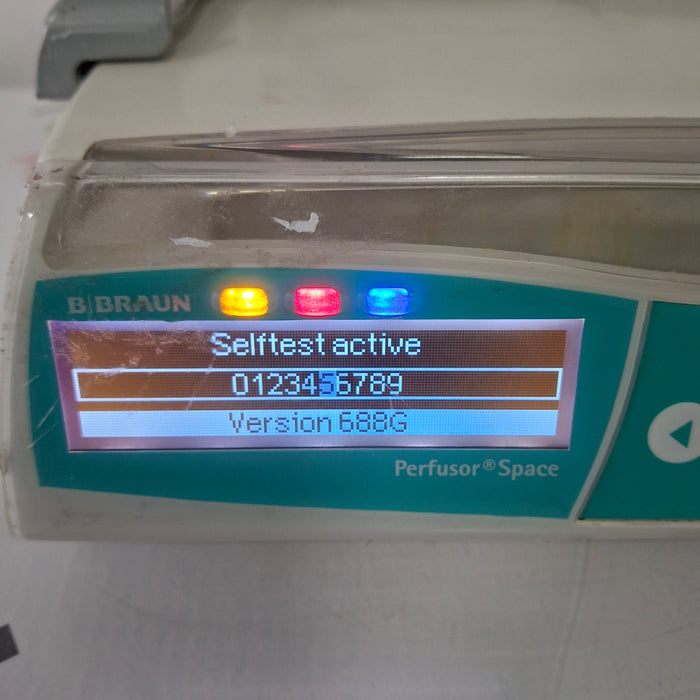 B|BRAUN
Selftest active
0123456789
Version 688G
Perfusor® Space